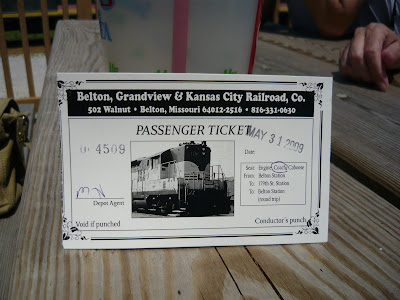 Belton, Grandview & Kansas City Railroad, Co.
502 Walnut • Belton, Missouri 64012-2516 • 816-331-0630
PASSENGER TICKET
4509
MAY 31 2009
Date:
Seat: Engine Coach Caboose
From: Belton Station
To: 179th St. Station
To: Belton Station
(round trip)
Depot Agent
Void if punched
Conductor's punch